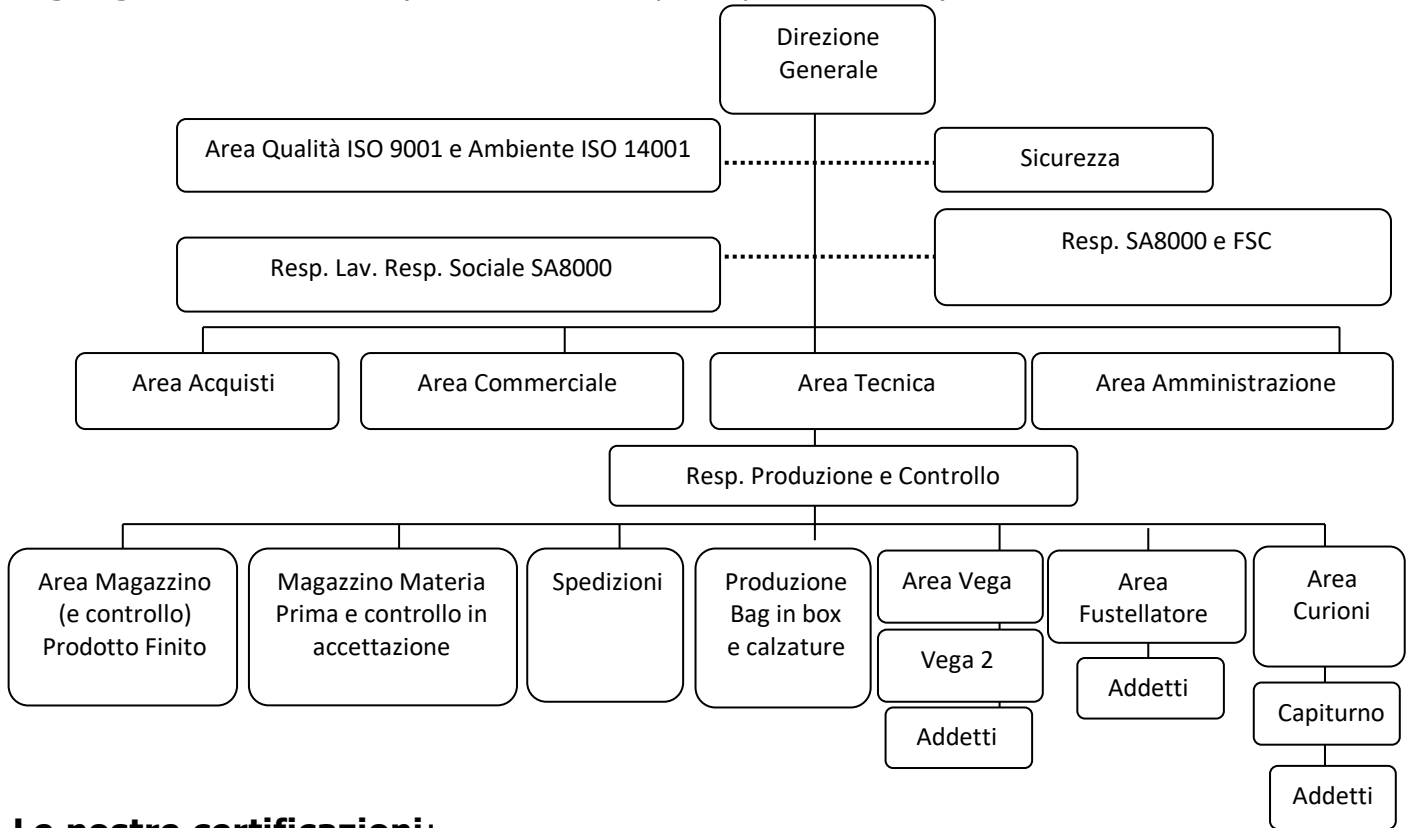 Direzione
Generale
Area Qualità ISO 9001 e Ambiente ISO 14001
Sicurezza
Resp. Lav. Resp. Sociale SA8000
Resp. SA8000 e FSC
Area Acquisti
Area Commerciale
Area Tecnica
Area Amministrazione
Resp. Produzione e Controllo
Area Magazzino
(e controllo)
Prodotto Finito
Magazzino Materia
Prima e controllo in
accettazione
Spedizioni
Produzione
Bag in box
e calzature
Area Vega
Vega 2
Addetti
Area
Fustellatore
Addetti
Area
Curioni
Capiturno
Addetti
Le nostre certificazioni: